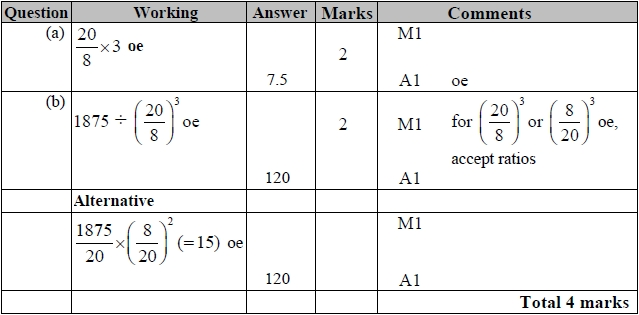 Question Working Answer Marks Comments
(a) 20/8 × 3 oe M1
2
7.5 A1 oe
(b) 1875 ÷ (20/8)³ oe 2 M1 for (20/8)³ or (8/20)³ oe,
accept ratios
120 A1
Alternative
1875/20 × (8/20)² (=15) oe M1
120 A1
Total 4 marks